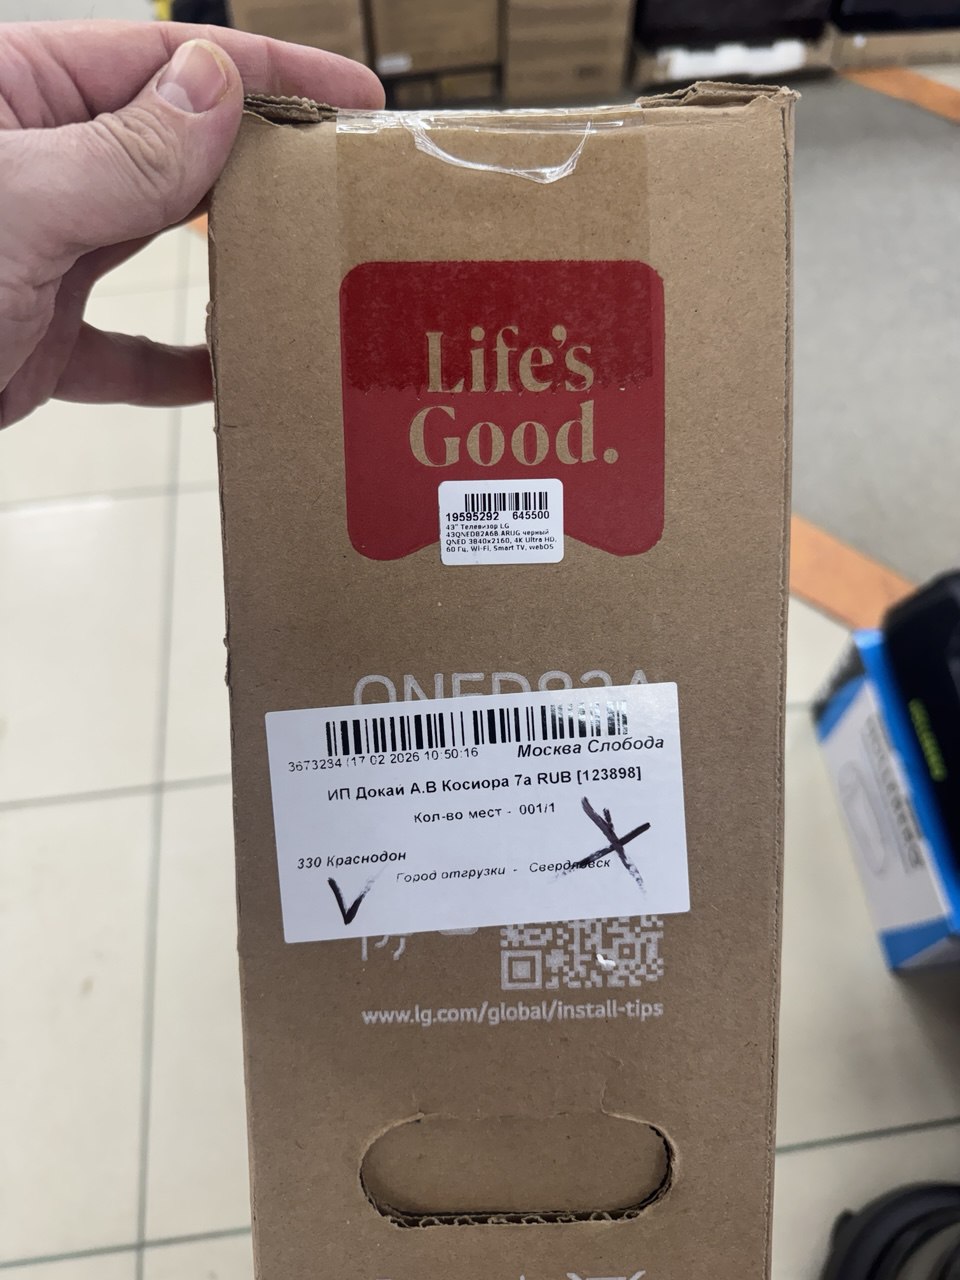 Life's
Good.
19595292 645500
43" Телевизор LG
43QNED82A6B.ARUG черный
QNED 3840x2160, 4K Ultra HD,
60 Гц, Wi-Fi, Smart TV, webOS
QNED82A
3673234 17 02 2026 10:50:16 Москва Слобода
ИП Докай А.В Косиора 7а RUB [123898]
Кол-во мест - 001/1
330 Краснодон
Город отгрузки - Свердловск
www.lg.com/global/install-tips